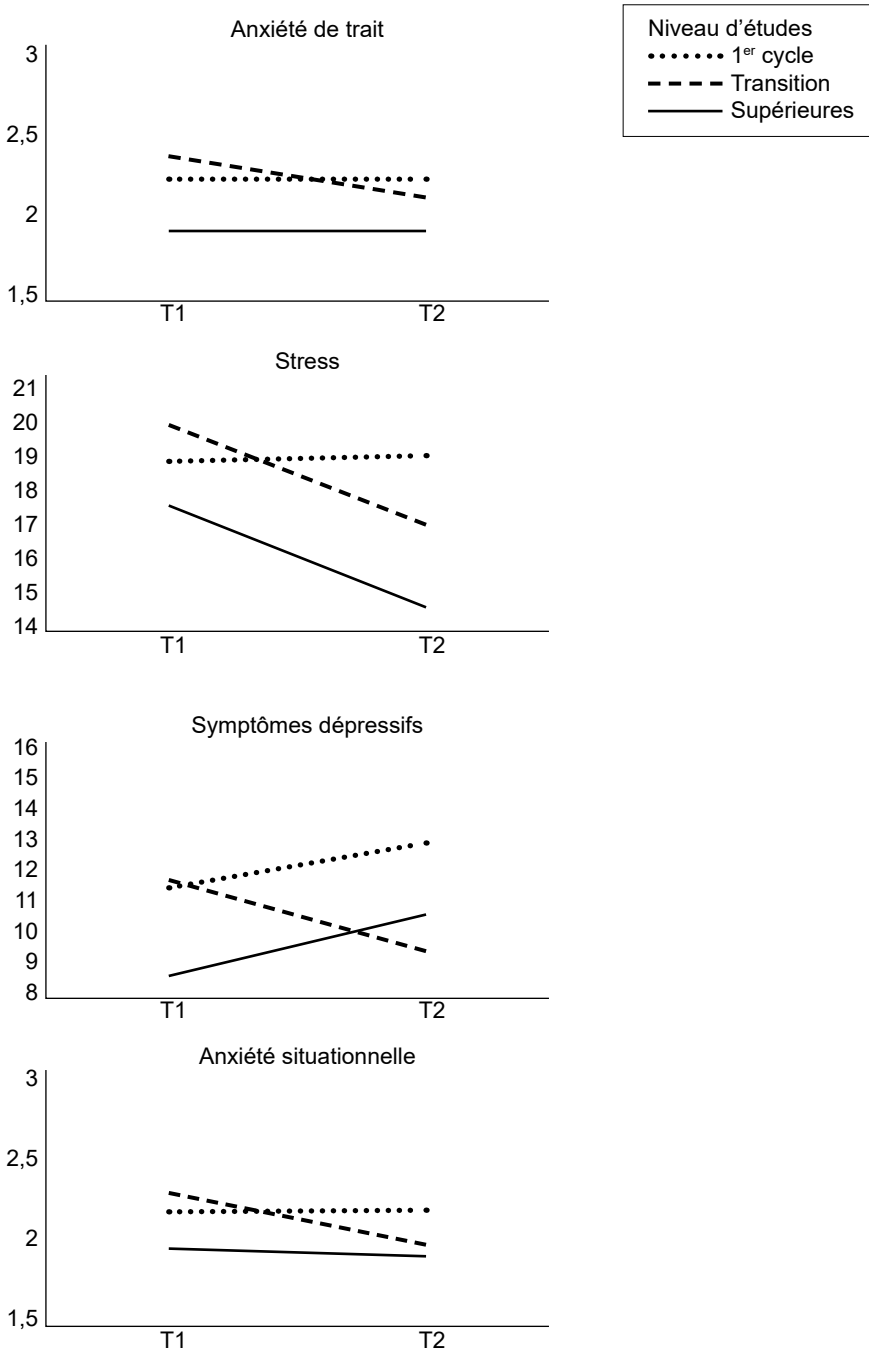 Anxiété de trait
3
2,5
2
1,5
T1 T2
Niveau d’études
1er cycle
Transition
Supérieures
Stress
21
20
19
18
17
16
15
14
T1 T2
Symptômes dépressifs
16
15
14
13
12
11
10
9
8
T1 T2
Anxiété situationnelle
3
2,5
2
1,5
T1 T2